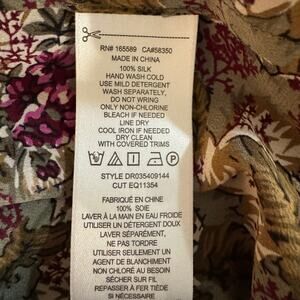 RN# 165589 CA#58350
MADE IN CHINA
100% SILK
HAND WASH COLD
USE MILD DETERGENT
WASH SEPARATELY,
DO NOT WRING
ONLY NON-CHLORINE
BLEACH IF NEEDED
LINE DRY
COOL IRON IF NEEDED
DRY CLEAN
WITH COVERED TRIMS
STYLE DR035409144
CUT EQ11354
FABRIQUÉ EN CHINE
100% SOIE
LAVER À LA MAIN EN EAU FROIDE
UTILISER UN DÉTERGENT DOUX
LAVER SÉPARÉMENT,
NE PAS TORDRE
UTILISER SEULEMENT UN
AGENT DE BLANCHIMENT
NON CHLORÉ AU BESOIN
SÉCHER SUR FIL
REPASSER À FER TIÈDE
SI NÉCESSAIRE